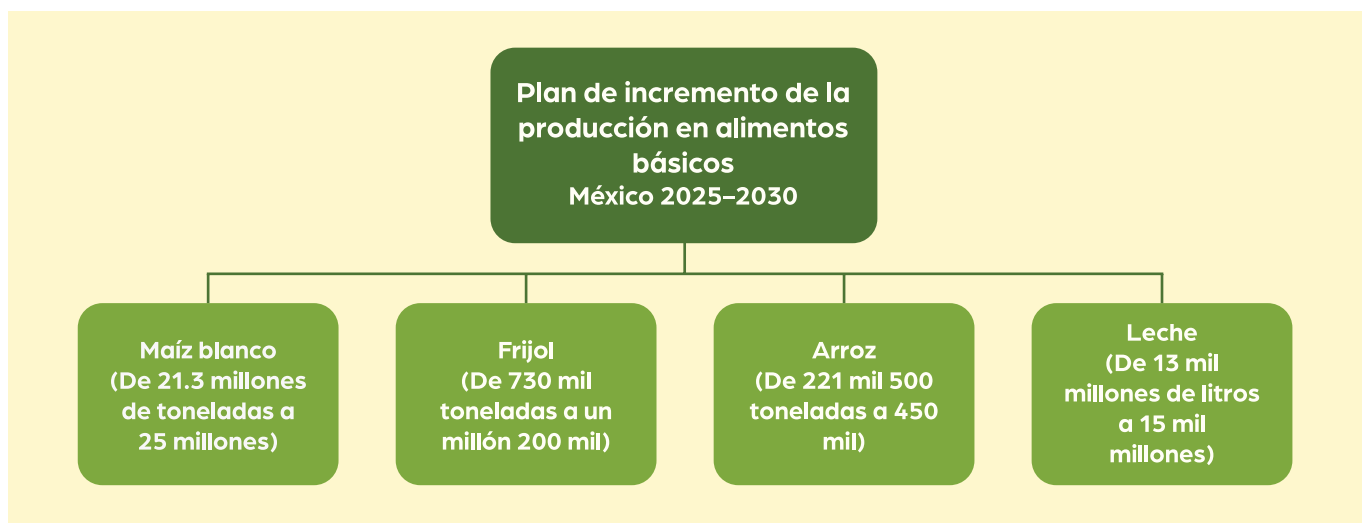 Plan de incremento de la
producción en alimentos
básicos
México 2025–2030
Maíz blanco
(De 21.3 millones
de toneladas a
25 millones)
Frijol
(De 730 mil
toneladas a un
millón 200 mil)
Arroz
(De 221 mil 500
toneladas a 450
mil)
Leche
(De 13 mil
millones de litros
a 15 mil
millones)